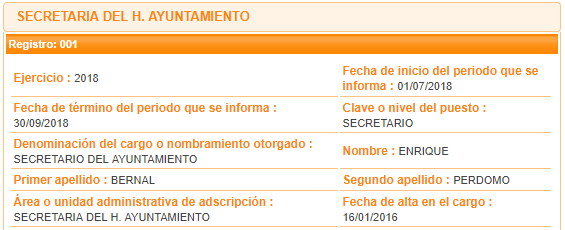 SECRETARIA DEL H. AYUNTAMIENTO
Registro: 001
Ejercicio : 2018
Fecha de inicio del periodo que se
informa : 01/07/2018
Fecha de término del periodo que se informa :
30/09/2018
Clave o nivel del puesto :
SECRETARIO
Denominación del cargo o nombramiento otorgado :
SECRETARIO DEL AYUNTAMIENTO
Nombre : ENRIQUE
Primer apellido : BERNAL
Segundo apellido : PERDOMO
Área o unidad administrativa de adscripción :
SECRETARIA DEL H. AYUNTAMIENTO
Fecha de alta en el cargo :
16/01/2016